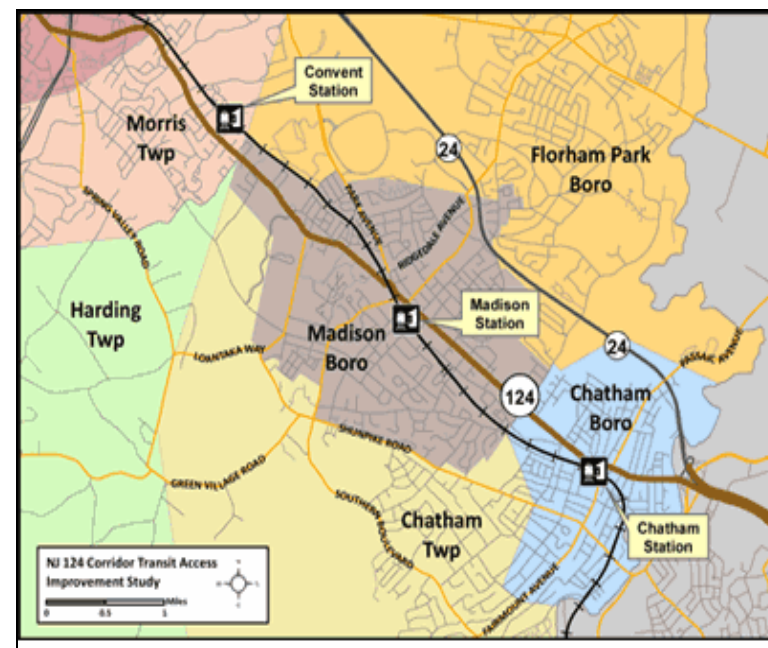 Convent
Station
Morris
Twp
24
Florham Park
Boro
SPRING VALLEY ROAD
PARK AVENUE
RIDGEDALE AVENUE
Harding
Twp
Madison
Station
Madison
Boro
LOANTAKA WAY
24
PASSAIC AVENUE
124
Chatham
Boro
SHUNPIKE ROAD
GREEN VILLAGE ROAD
SOUTHERN BOULEVARD
Chatham
Twp
Chatham
Station
FAIRMOUNT AVENUE
NJ 124 Corridor Transit Access
Improvement Study
Miles
0 0.5 1